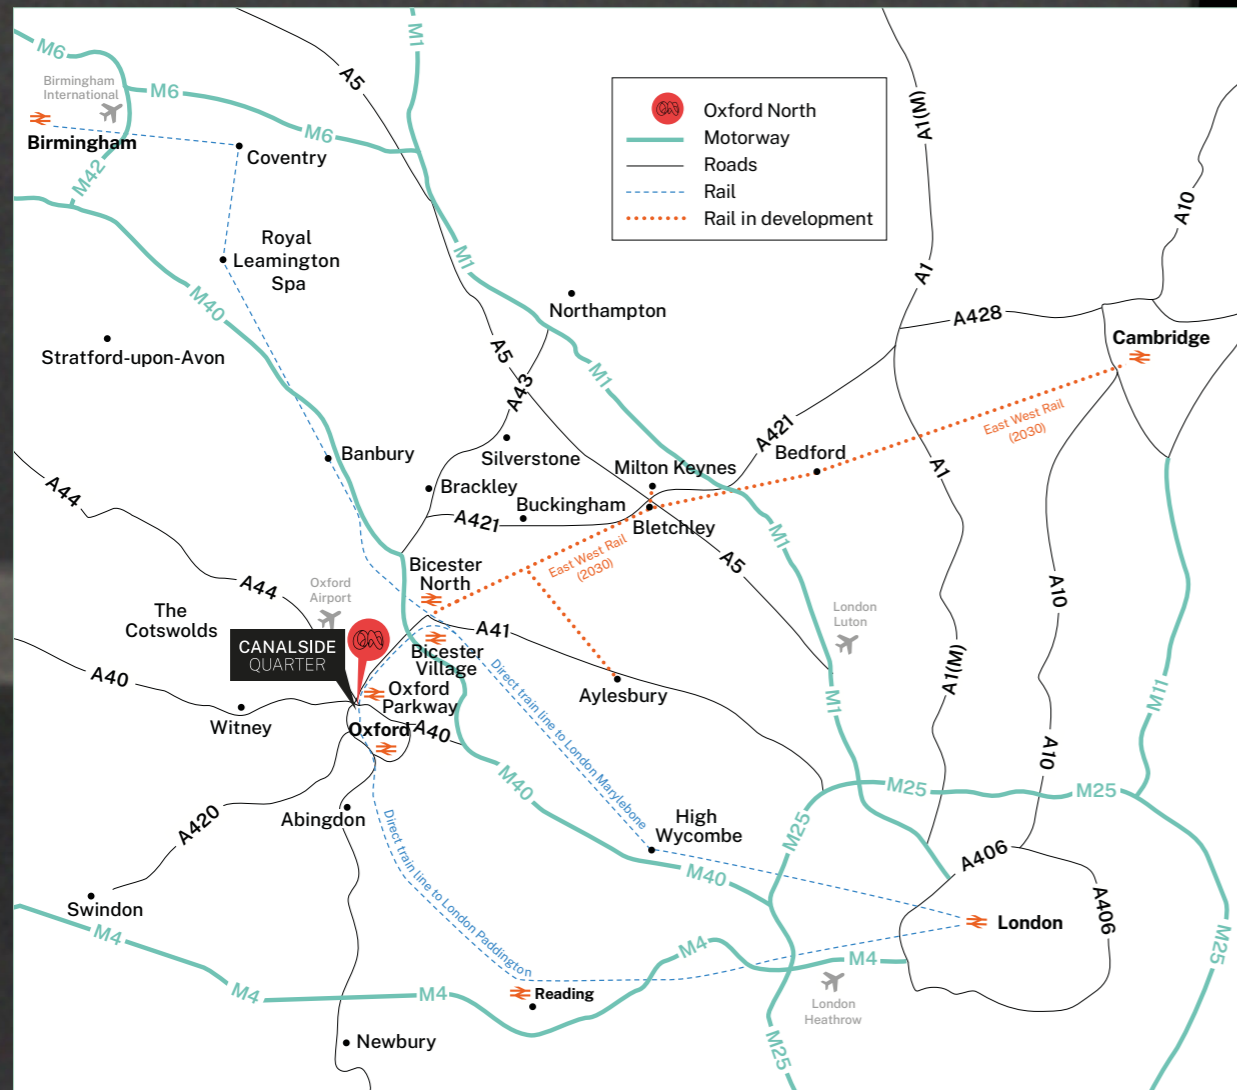 M1
M6
A5
Birmingham
International
M6
A1(M)
M6
Birmingham
Coventry
M42
Oxford North
Motorway
Roads
Rail
Rail in development
A10
Royal
Leamington
Spa
M1
A1
M40
Northampton
A428
Stratford-upon-Avon
A5
Cambridge
M1
A43
East West Rail
(2030)
A421
Silverstone
Banbury
Milton Keynes
Bedford
A1
A44
Brackley
Buckingham
A421
Bletchley
M1
East West Rail
(2030)
A5
Bicester
North
A44
Oxford
Airport
The
Cotswolds
A10
London
Luton
A41
CANALSIDE
QUARTER
Bicester
Village
A40
Oxford
Parkway
Direct train line to London Marylebone
Aylesbury
A1(M)
M1
M11
Witney
Oxford
A40
A10
M40
M25
M25
Abingdon
A420
Direct train line to London Paddington
High
Wycombe
M25
M40
A406
A406
Swindon
London
M4
M4
M4
M25
M4
M4
Reading
London
Heathrow
Newbury
M25